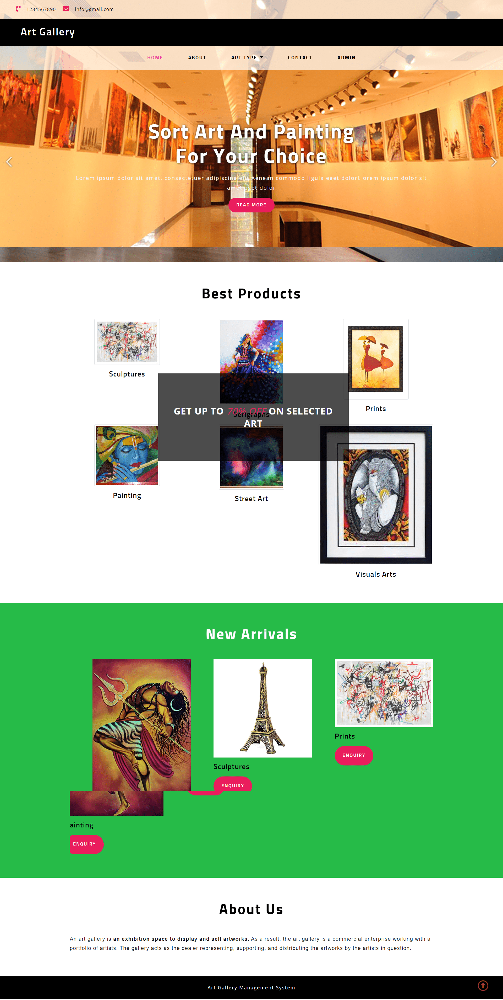 1234567890 info@gmail.com
Art Gallery
HOME ABOUT ART TYPE CONTACT ADMIN
Sort Art And Painting
For Your Choice
Lorem ipsum dolor sit amet, consectetuer adipiscing elit Aenean commodo ligula eget dolorL orem ipsum dolor sit
amet eget dolor
READ MORE
Best Products
Sculptures
Prints
GET UP TO 70% OFF ON SELECTED
ART
Serigraphs
Painting
Street Art
Visuals Arts
New Arrivals
PARIS
Prints
ENQUIRY
Sculptures
ENQUIRY
ainting
ENQUIRY
About Us
An art gallery is an exhibition space to display and sell artworks. As a result, the art gallery is a commercial enterprise working with a
portfolio of artists. The gallery acts as the dealer representing, supporting, and distributing the artworks by the artists in question.
Art Gallery Management System